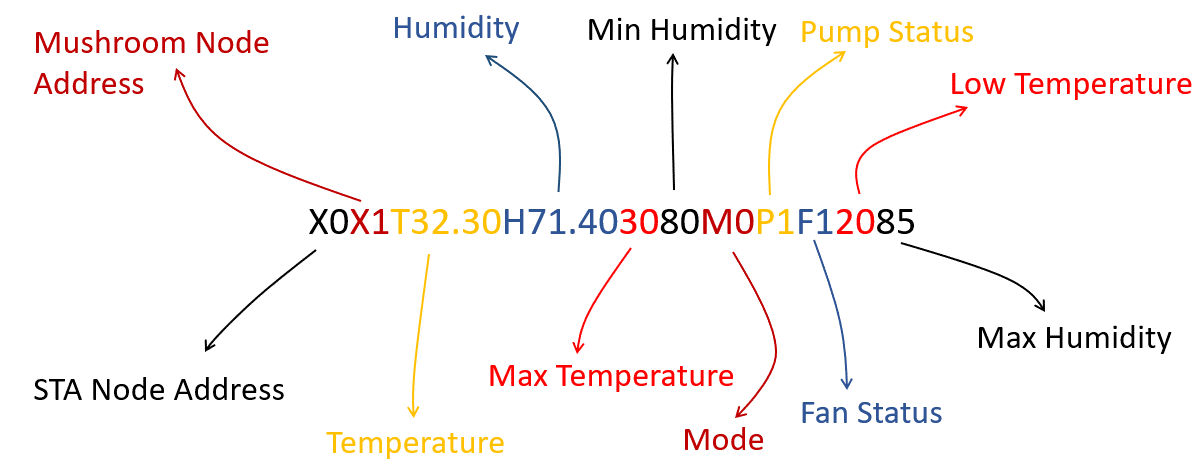 Mushroom Node
Address
Humidity
Min Humidity
Pump Status
Low Temperature
X0X1T32.30H71.403080M0P1F12085
STA Node Address
Temperature
Max Temperature
Mode
Fan Status
Max Humidity